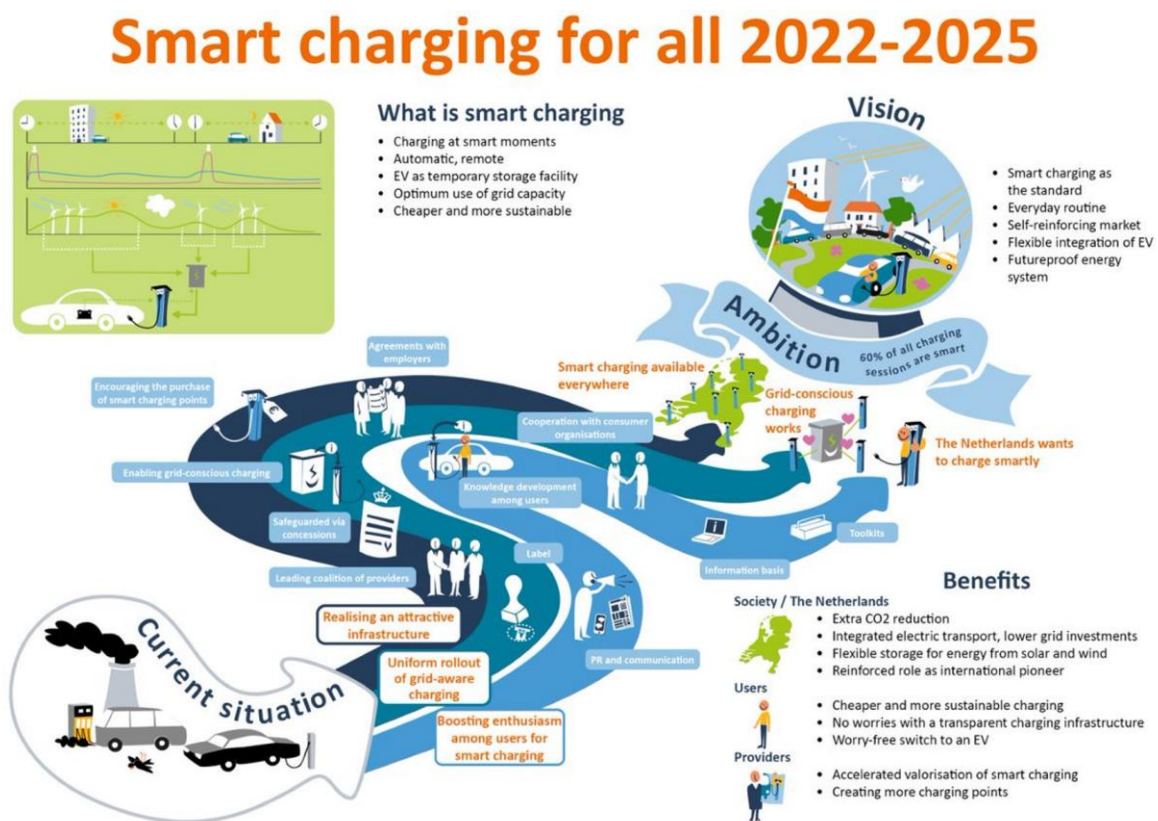 Smart charging for all 2022-2025
What is smart charging
• Charging at smart moments
• Automatic, remote
• EV as temporary storage facility
• Optimum use of grid capacity
• Cheaper and more sustainable
Vision
• Smart charging as
the standard
• Everyday routine
• Self-reinforcing market
• Flexible integration of EV
• Futureproof energy
system
Ambition
60% of all charging
sessions are smart
Agreements with
employers
Encouraging the purchase
of smart charging points
Smart charging available
everywhere
Grid-conscious
charging
works
The Netherlands wants
to charge smartly
Cooperation with consumer
organisations
Enabling grid-conscious charging
Knowledge development
among users
Safeguarded via
concessions
Toolkits
Label
Information basis
Leading coalition of providers
Realising an attractive
infrastructure
Uniform rollout
of grid-aware
charging
PR and communication
Boosting enthusiasm
among users for
smart charging
Current situation
Benefits
Society / The Netherlands
• Extra CO2 reduction
• Integrated electric transport, lower grid investments
• Flexible storage for energy from solar and wind
• Reinforced role as international pioneer
Users
• Cheaper and more sustainable charging
• No worries with a transparent charging infrastructure
• Worry-free switch to an EV
Providers
• Accelerated valorisation of smart charging
• Creating more charging points